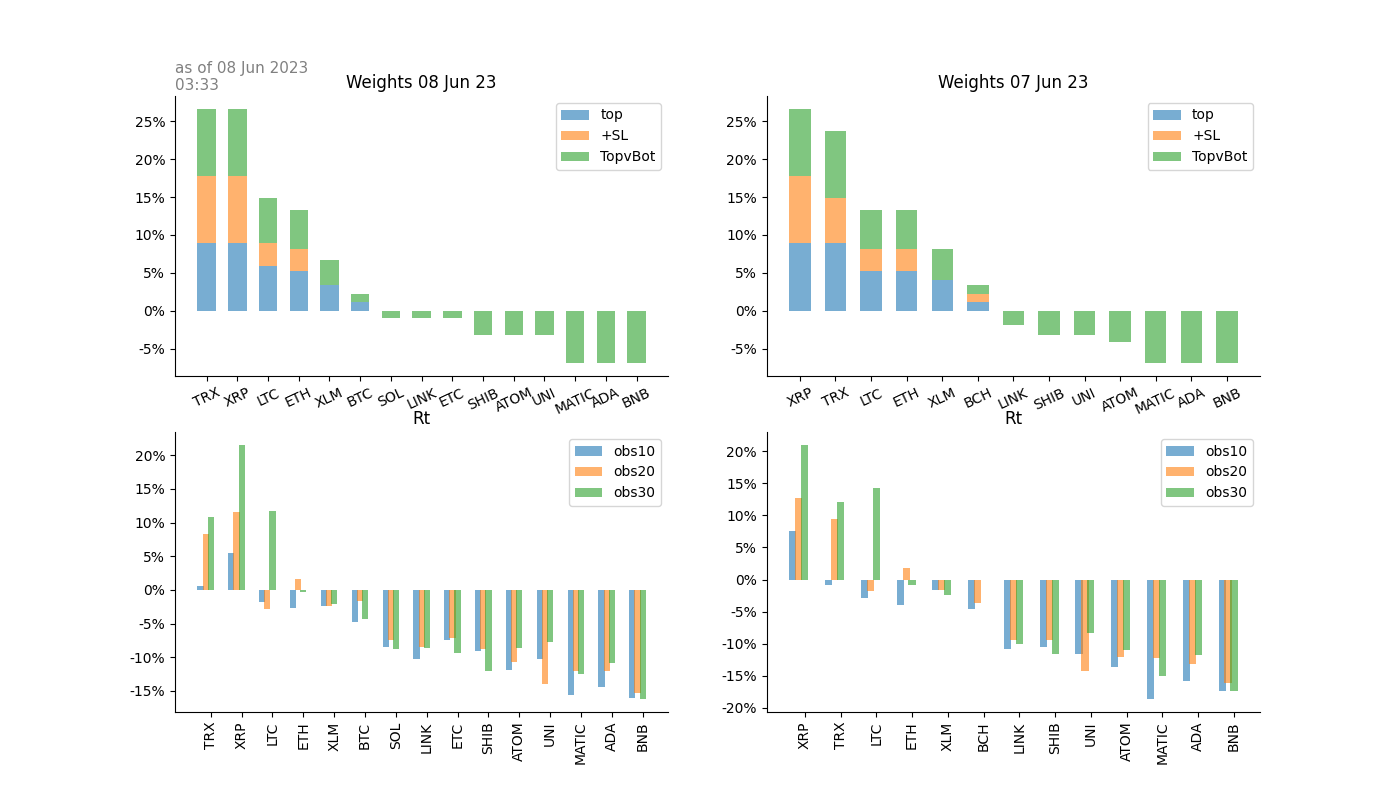 as of 08 Jun 2023
03:33
Weights 08 Jun 23
25%
20%
15%
10%
5%
0%
-5%
top
+SL
TopvBot
TRX XRP LTC ETH XLM BTC SOL LINK ETC SHIB ATOM UNI MATIC ADA BNB
Weights 07 Jun 23
25%
20%
15%
10%
5%
0%
-5%
top
+SL
TopvBot
XRP TRX LTC ETH XLM BCH LINK SHIB UNI ATOM MATIC ADA BNB
Rt
20%
15%
10%
5%
0%
-5%
-10%
-15%
obs10
obs20
obs30
TRX XRP LTC ETH XLM BTC SOL LINK ETC SHIB ATOM UNI MATIC ADA BNB
Rt
20%
15%
10%
5%
0%
-5%
-10%
-15%
-20%
obs10
obs20
obs30
XRP TRX LTC ETH XLM BCH LINK SHIB UNI ATOM MATIC ADA BNB